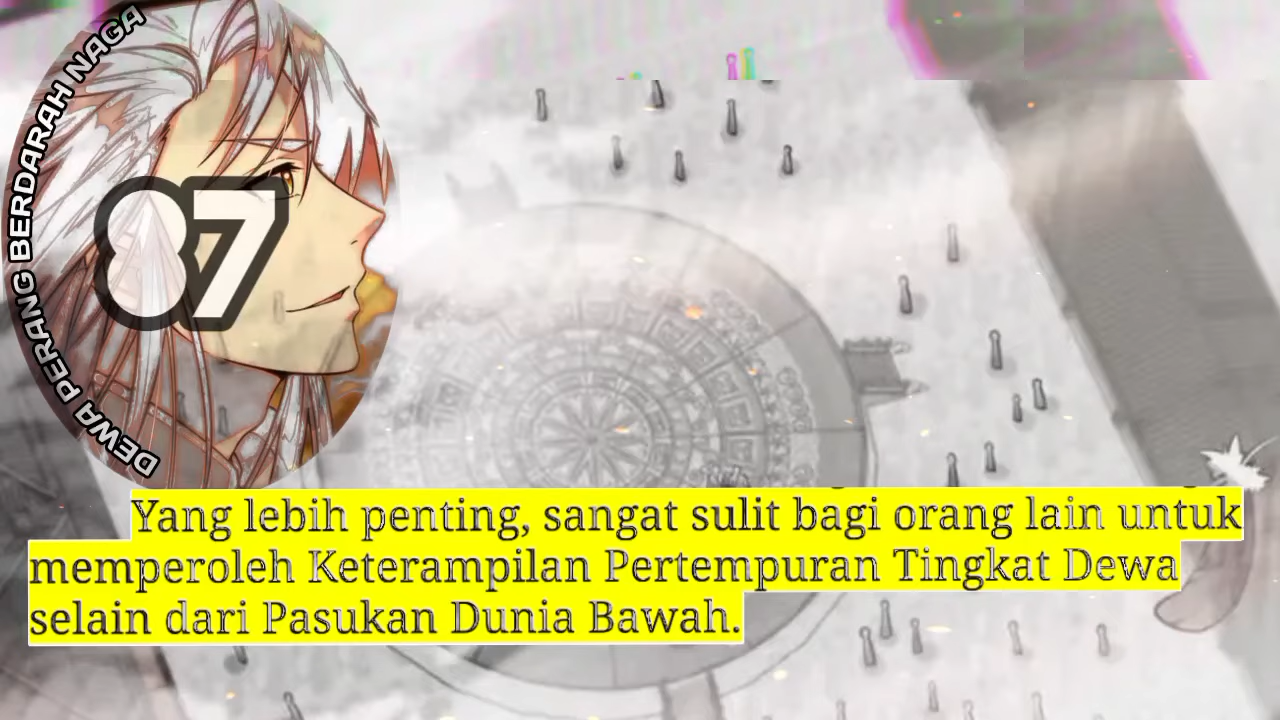 DEWA PERANG BERDARAH NAGA
87
Yang lebih penting, sangat sulit bagi orang lain untuk
memperoleh Keterampilan Pertempuran Tingkat Dewa
selain dari Pasukan Dunia Bawah.